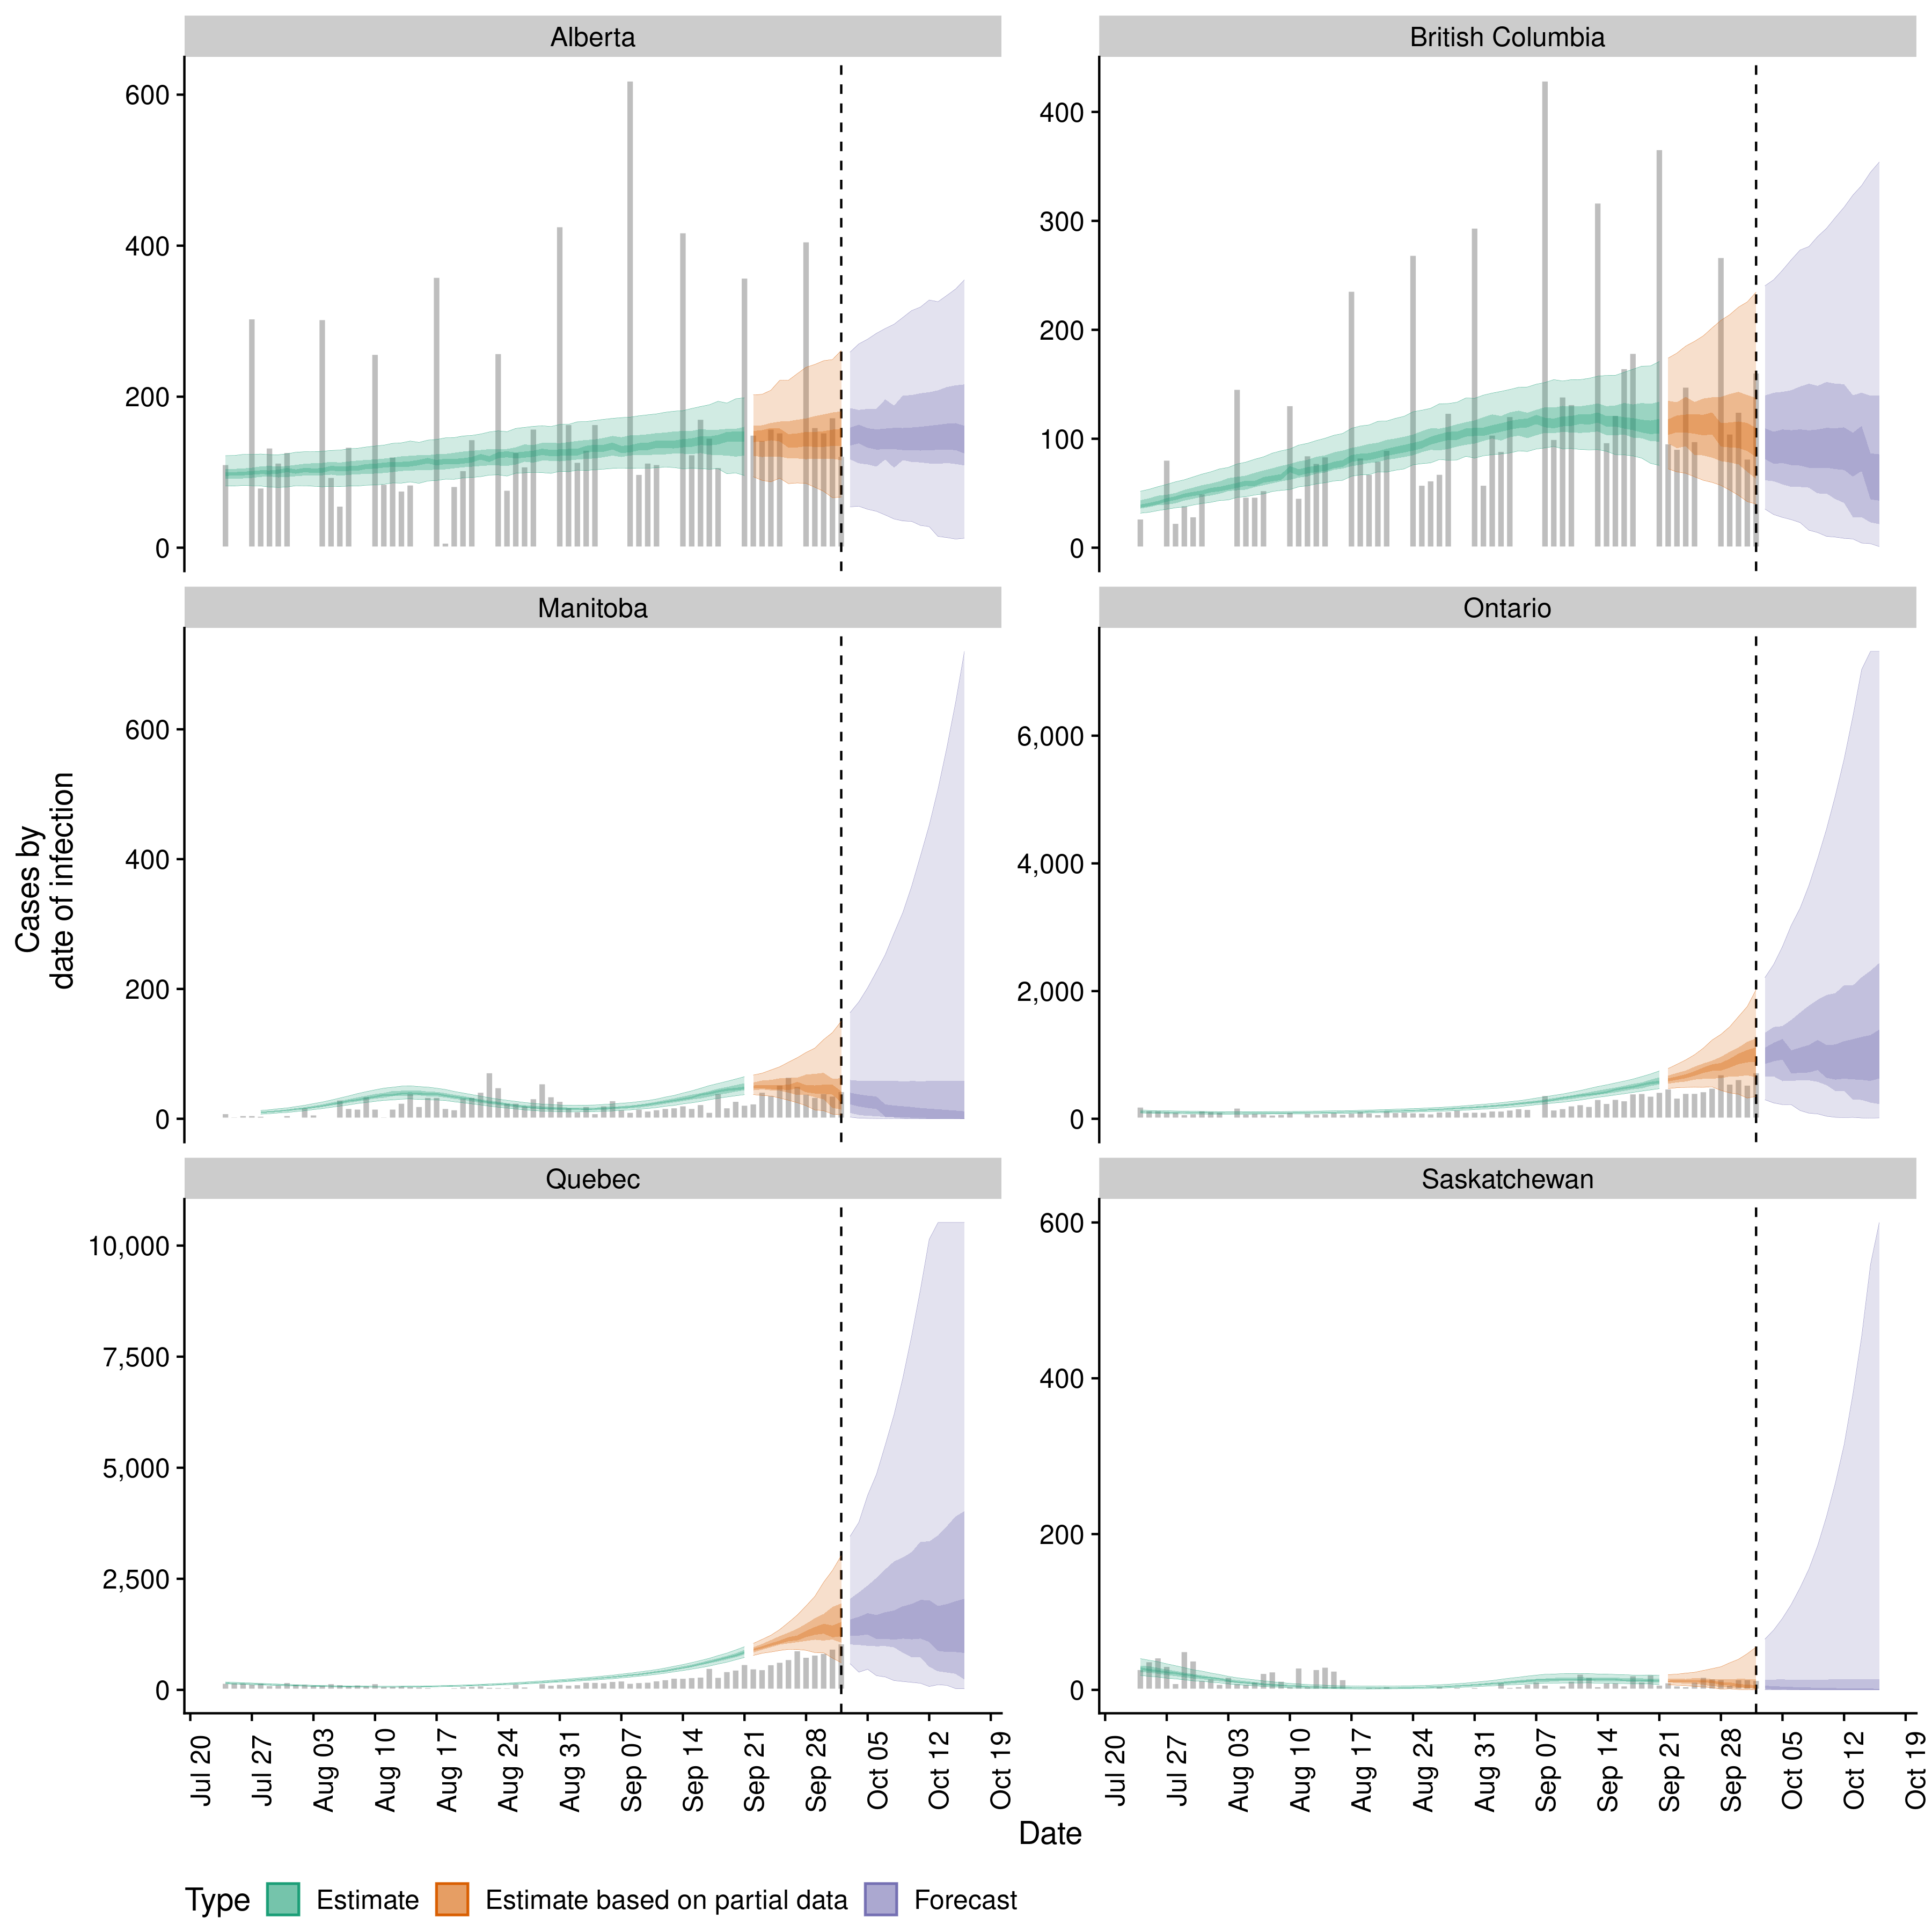 Alberta
British Columbia
600
400
200
0
400
300
200
100
0
Manitoba
Ontario
600
400
200
0
6,000
4,000
2,000
0
Cases by
date of infection
Quebec
Saskatchewan
10,000
7,500
5,000
2,500
0
600
400
200
0
Jul 20
Jul 27
Aug 03
Aug 10
Aug 17
Aug 24
Aug 31
Sep 07
Sep 14
Sep 21
Sep 28
Oct 05
Oct 12
Oct 19
Jul 20
Jul 27
Aug 03
Aug 10
Aug 17
Aug 24
Aug 31
Sep 07
Sep 14
Sep 21
Sep 28
Oct 05
Oct 12
Oct 19
Date
Type Estimate Estimate based on partial data Forecast